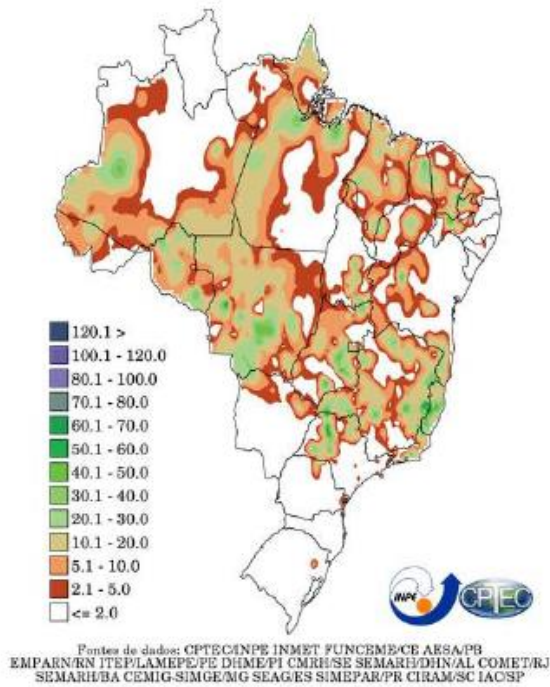 120.1 >
100.1 - 120.0
80.1 - 100.0
70.1 - 80.0
60.1 - 70.0
50.1 - 60.0
40.1 - 50.0
30.1 - 40.0
20.1 - 30.0
10.1 - 20.0
5.1 - 10.0
2.1 - 5.0
<= 2.0
INPE
CPTEC
Fontes de dados: CPTEC/INPE INMET FUNCEME/CE AESA/PB
EMPARN/RN ITEP/LAMEPE/PE DHME/PI CMRH/SE SEMARH/DHN/AL COMET/RJ
SEMARH/BA CEMIG-SIMGE/MG SEAG/ES SIMEPAR/PR CIRAM/SC IAC/SP